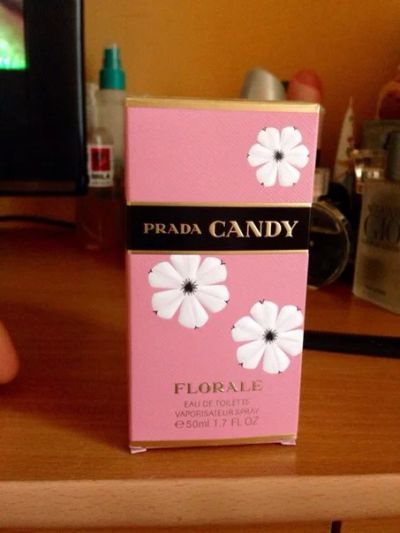 PRADA CANDY
FLORALE
EAU DE TOILETTE
VAPORISATEUR SPRAY
℮50ml 1.7 FL OZ